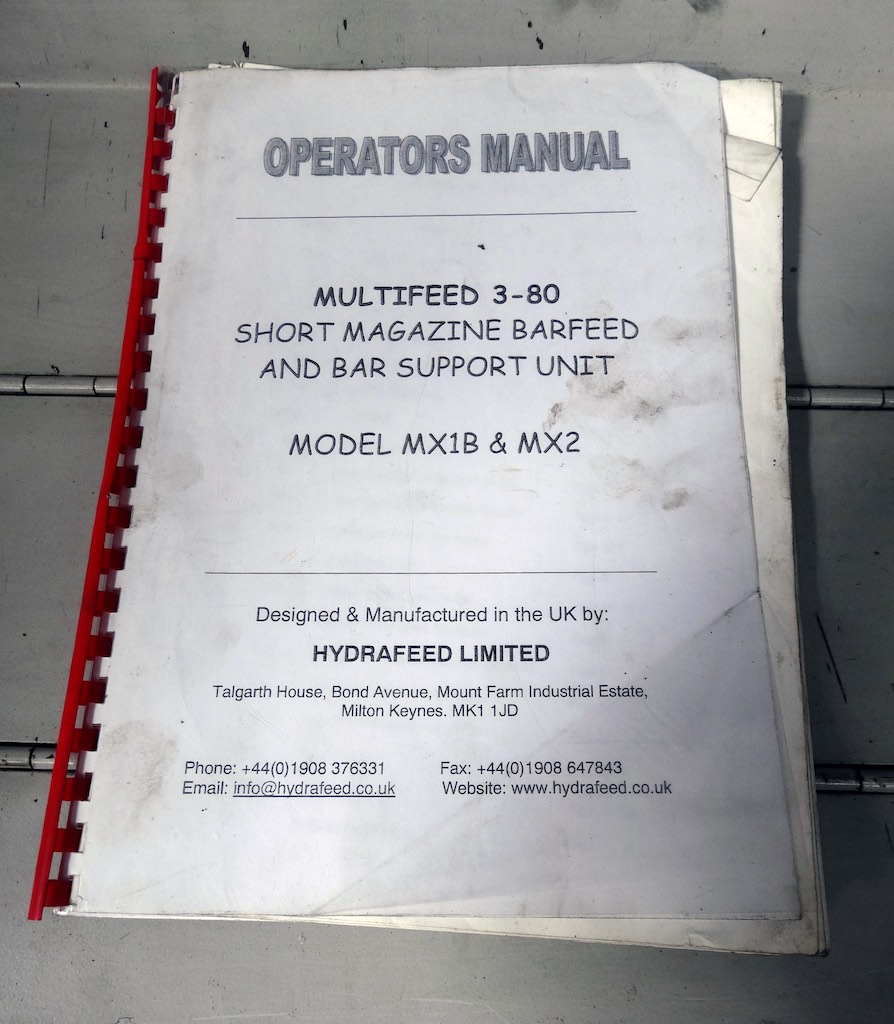 OPERATORS MANUAL
MULTIFEED 3-80
SHORT MAGAZINE BARFEED
AND BAR SUPPORT UNIT
MODEL MX1B & MX2
Designed & Manufactured in the UK by:
HYDRAFEED LIMITED
Talgarth House, Bond Avenue, Mount Farm Industrial Estate,
Milton Keynes. MK1 1JD
Phone: +44(0)1908 376331 Fax: +44(0)1908 647843
Email: info@hydrafeed.co.uk Website: www.hydrafeed.co.uk